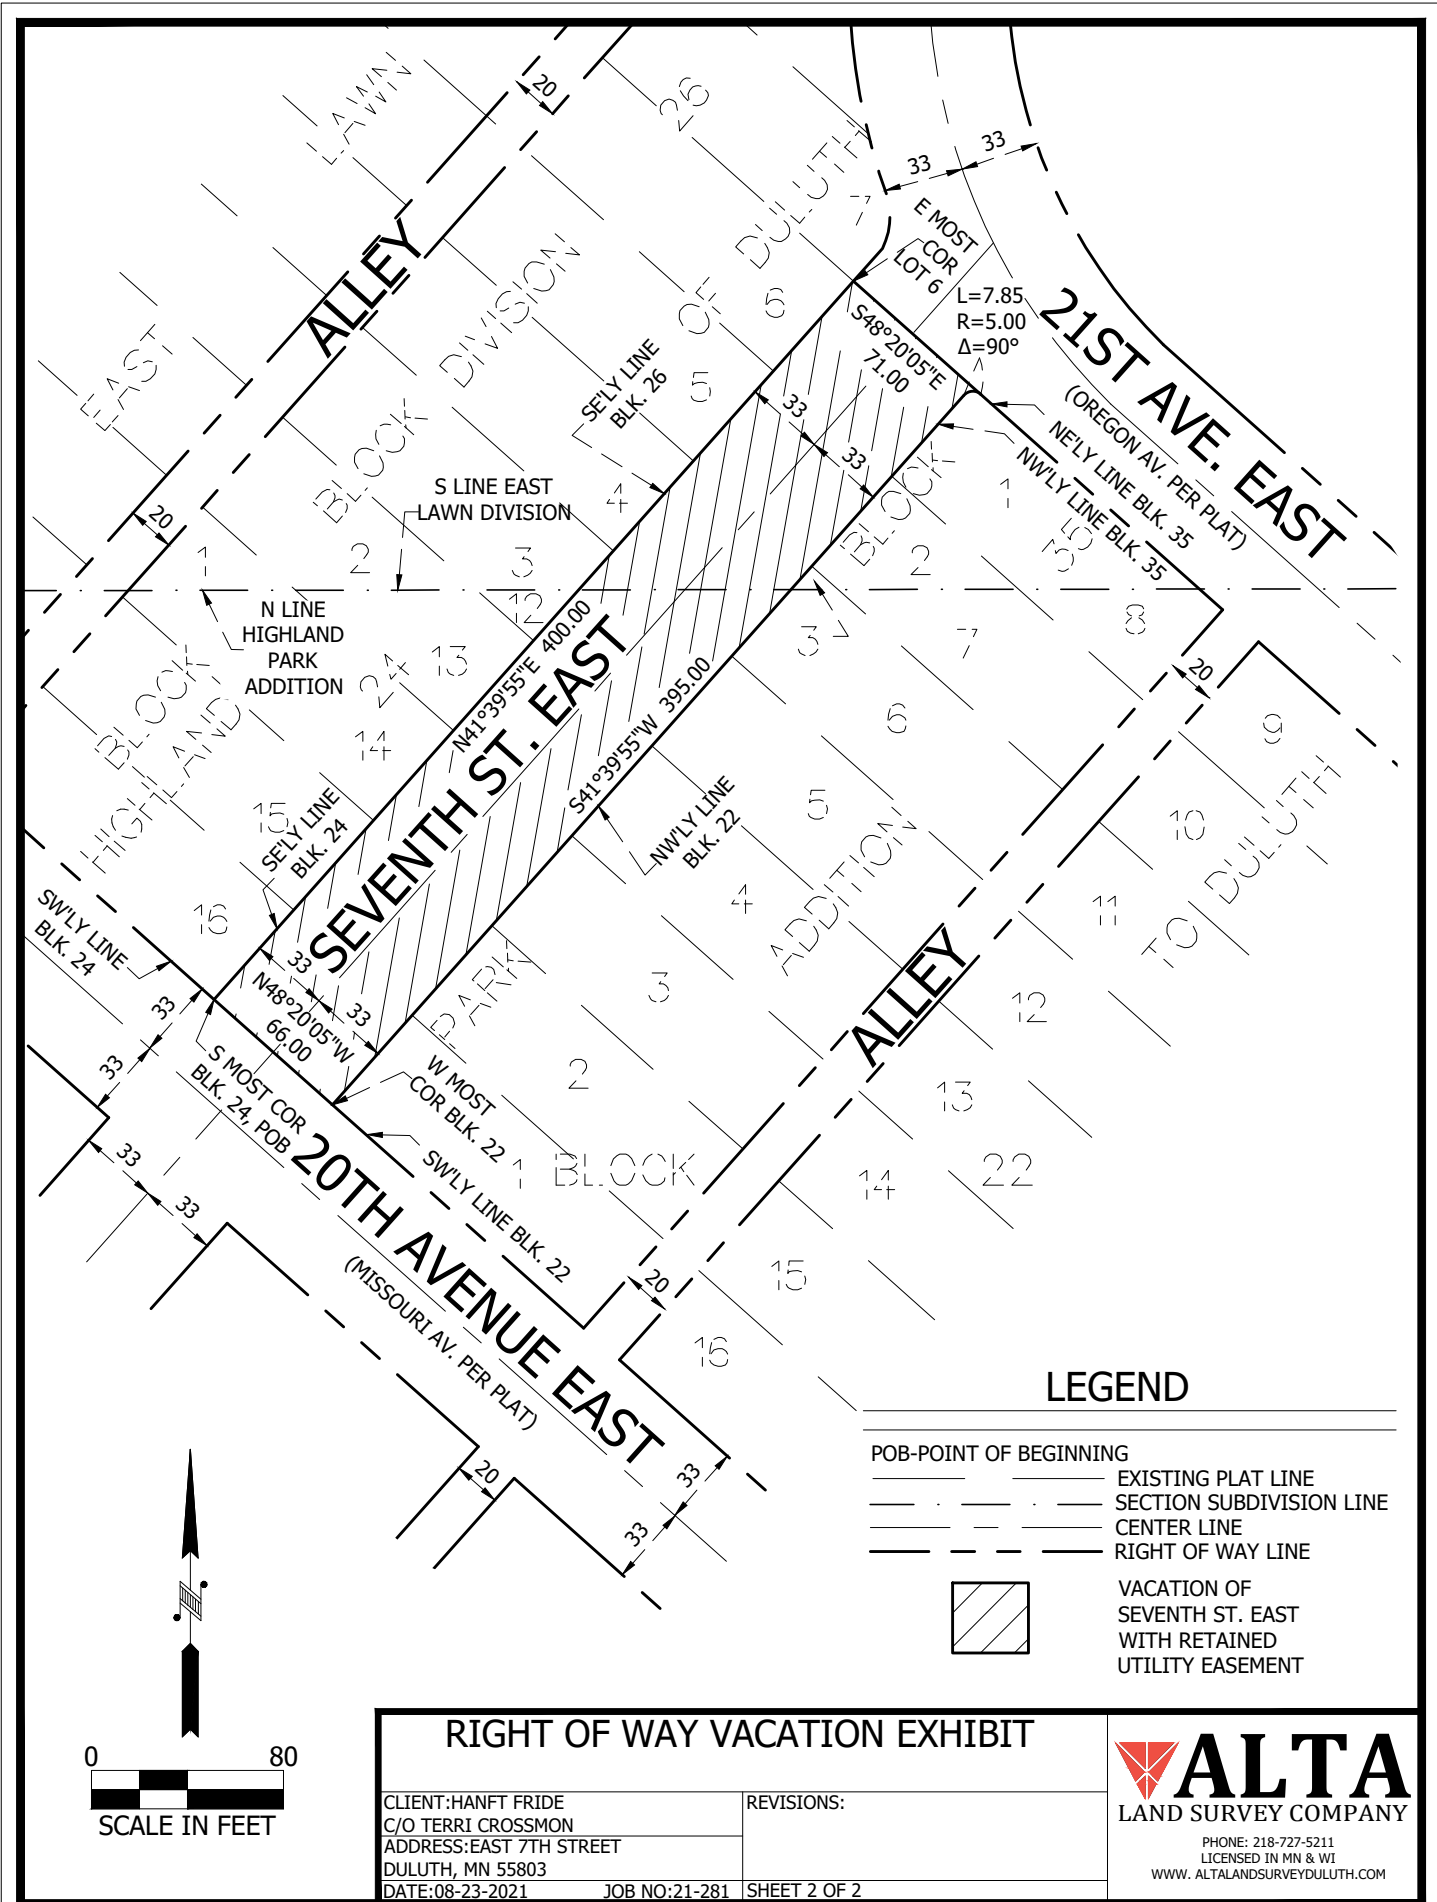 LAWN
20
26
33
33
DULUTH
7
E MOST
COR
LOT 6
ALLEY
DIVISION
OF
6
L=7.85
R=5.00
Δ=90°
21ST AVE. EAST
(OREGON AV. PER PLAT)
S48°20'05"E
71.00
EAST
SE'LY LINE
BLK. 26
5
33
33
NE'LY LINE BLK. 35
NW'LY LINE BLK. 35
BLOCK
S LINE EAST
LAWN DIVISION
4
BLOCK
1
35
20
1
2
3
2
12
N LINE
HIGHLAND
PARK
ADDITION
N41°39'55"E 400.00
3
7
8
24
13
BLOCK
SEVENTH ST. EAST
S41°39'55"W 395.00
20
HIGHLAND
14
6
9
15
SE'LY LINE
BLK. 24
NW'LY LINE
BLK. 22
5
10
ADDITION
TO DULUTH
SW'LY LINE
BLK. 24
16
4
11
33
33
N48°20'05"W
66.00
PARK
3
ALLEY
12
33
33
S MOST COR
BLK. 24, POB
W MOST
COR BLK. 22
2
13
33
33
20TH AVENUE EAST
(MISSOURI AV. PER PLAT)
SW'LY LINE BLK. 22
1
BLOCK
14
22
20
15
16
20
33
33
LEGEND
POB-POINT OF BEGINNING
EXISTING PLAT LINE
SECTION SUBDIVISION LINE
CENTER LINE
RIGHT OF WAY LINE
VACATION OF
SEVENTH ST. EAST
WITH RETAINED
UTILITY EASEMENT
N
0 80
SCALE IN FEET
RIGHT OF WAY VACATION EXHIBIT
CLIENT:HANFT FRIDE
C/O TERRI CROSSMON
ADDRESS:EAST 7TH STREET
DULUTH, MN 55803
DATE:08-23-2021 JOB NO:21-281
REVISIONS:
SHEET 2 OF 2
ALTA
LAND SURVEY COMPANY
PHONE: 218-727-5211
LICENSED IN MN & WI
WWW. ALTALANDSURVEYDULUTH.COM